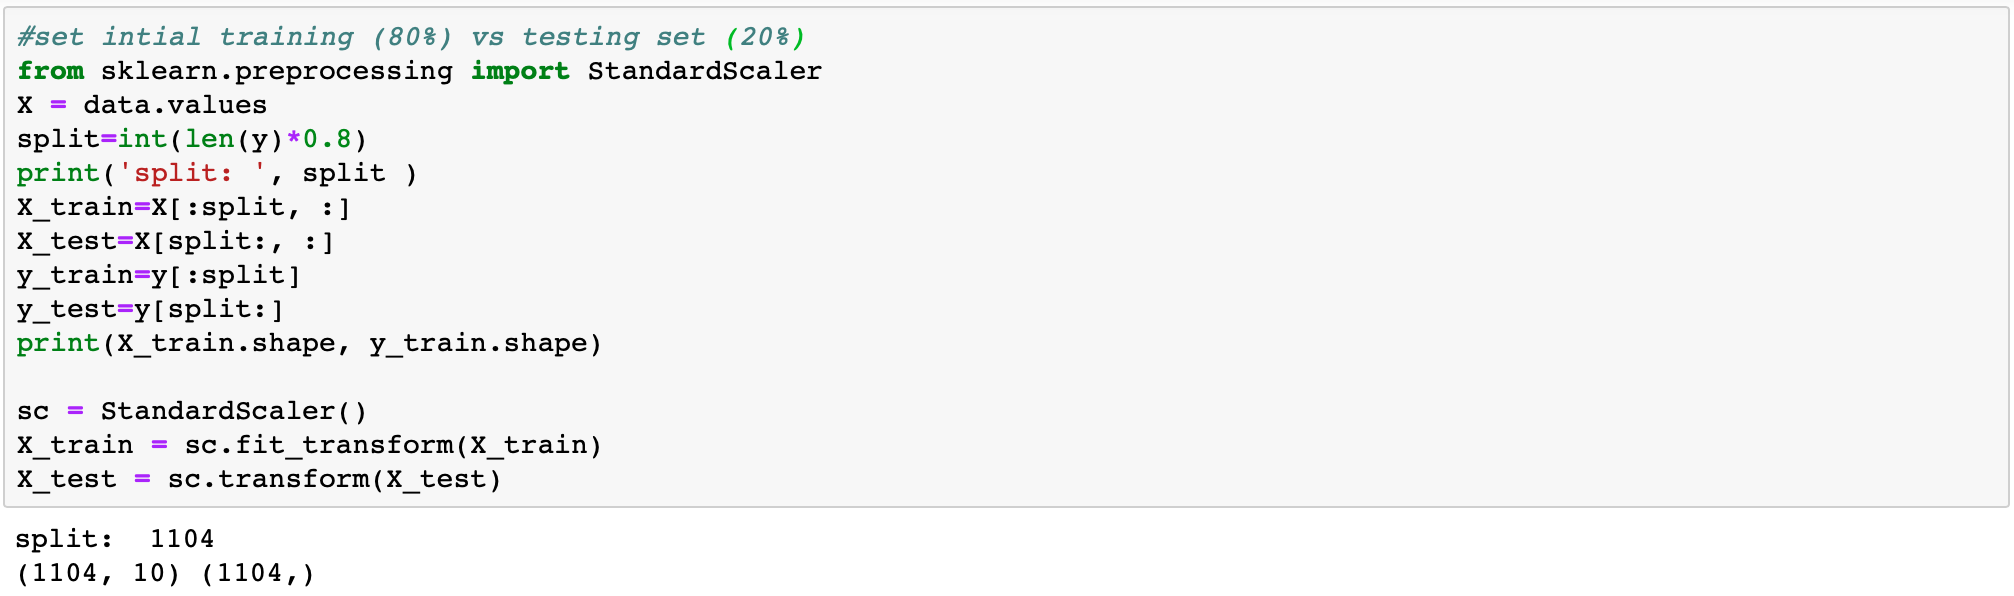 #set intial training (80%) vs testing set (20%)
from sklearn.preprocessing import StandardScaler
X = data.values
split=int(len(y)*0.8)
print('split: ', split )
X_train=X[:split, :]
X_test=X[split:, :]
y_train=y[:split]
y_test=y[split:]
print(X_train.shape, y_train.shape)

sc = StandardScaler()
X_train = sc.fit_transform(X_train)
X_test = sc.transform(X_test)
split:  1104
(1104, 10) (1104,)